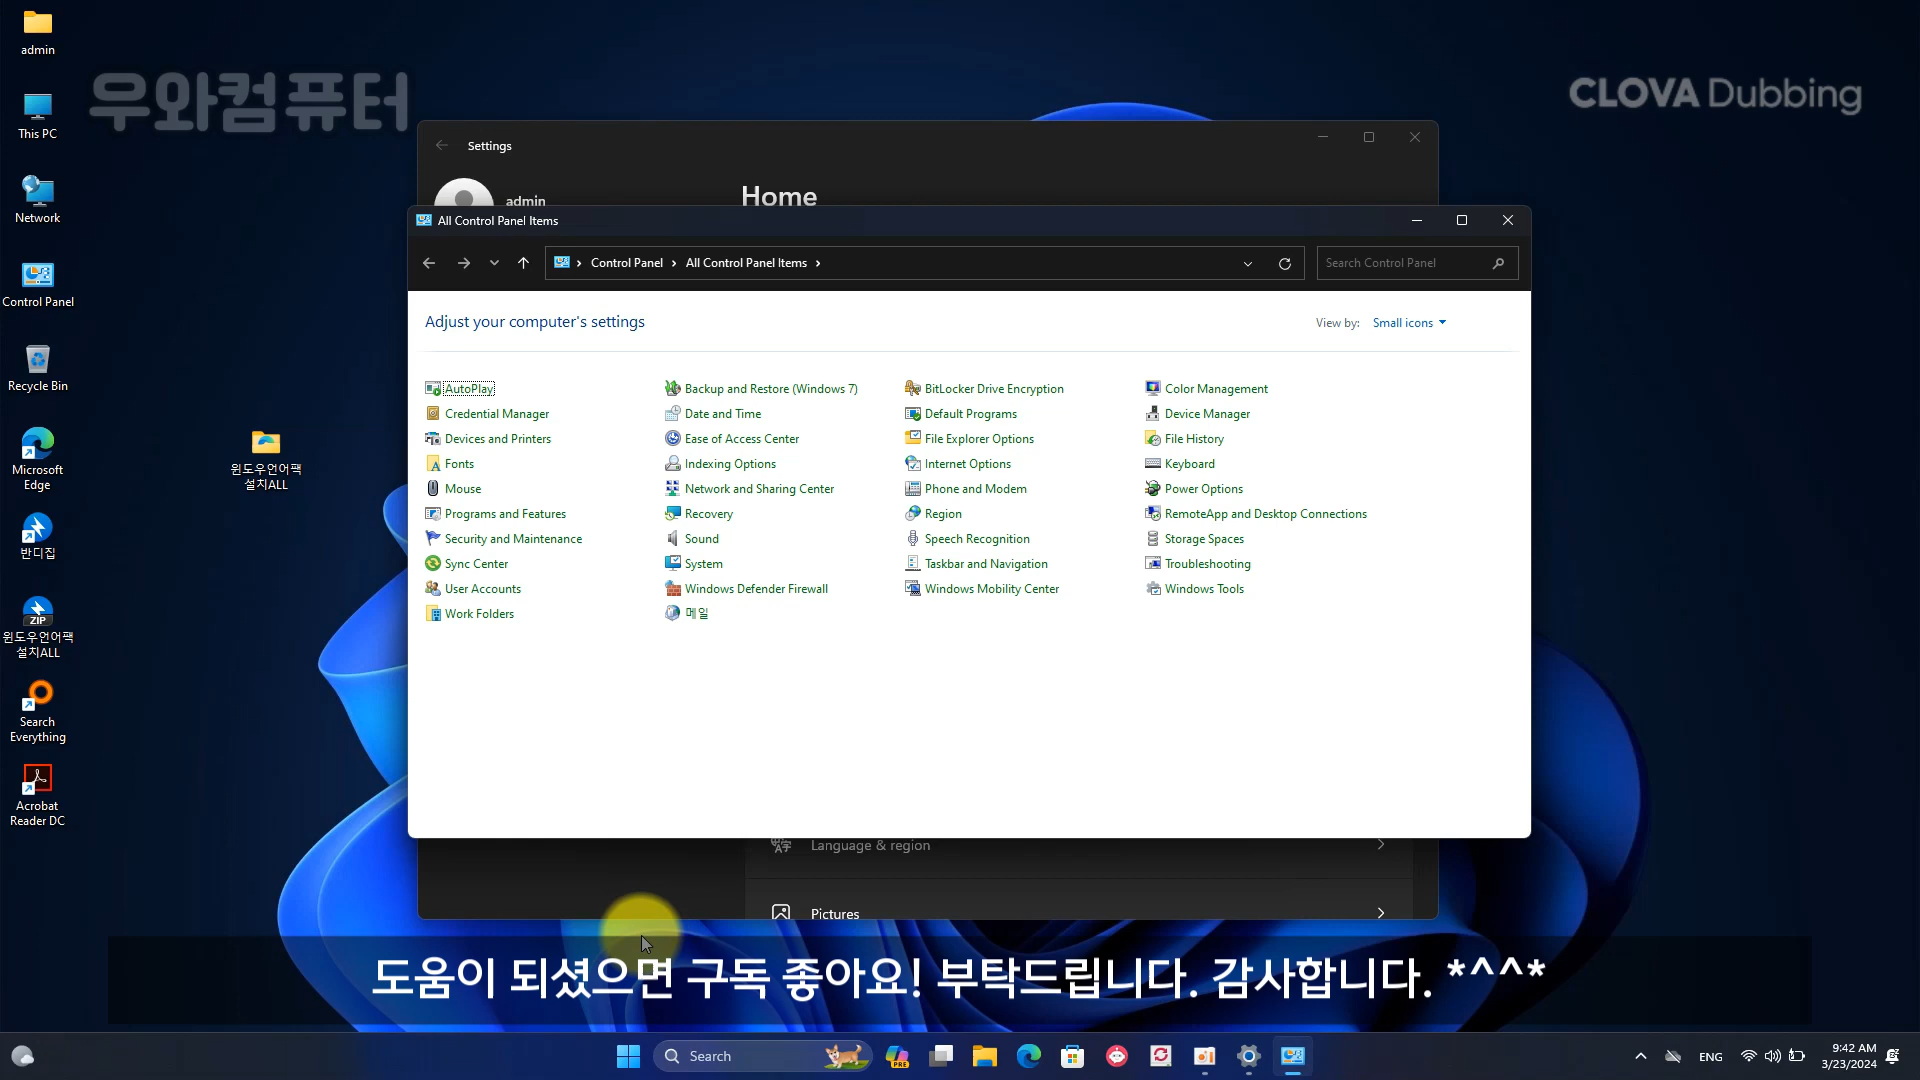 admin
This PC
Network
Control Panel
Recycle Bin
Microsoft
Edge
반디집
ZIP
윈도우언어팩
설치ALL
Search
Everything
Acrobat
Reader DC
우와컴퓨터
CLOVA Dubbing
윈도우언어팩
설치ALL
Settings
admin
Home
All Control Panel Items
Control Panel
All Control Panel Items
Search Control Panel
Adjust your computer's settings
View by: Small icons
AutoPlay
Backup and Restore (Windows 7)
BitLocker Drive Encryption
Color Management
Credential Manager
Date and Time
Default Programs
Device Manager
Devices and Printers
Ease of Access Center
File Explorer Options
File History
Fonts
Indexing Options
Internet Options
Keyboard
Mouse
Network and Sharing Center
Phone and Modem
Power Options
Programs and Features
Recovery
Region
RemoteApp and Desktop Connections
Security and Maintenance
Sound
Speech Recognition
Storage Spaces
Sync Center
System
Taskbar and Navigation
Troubleshooting
User Accounts
Windows Defender Firewall
Windows Mobility Center
Windows Tools
Work Folders
메일
Language & region
Pictures
도움이 되셨으면 구독 좋아요! 부탁드립니다. 감사합니다. *^^^*
Search
PRE
ENG
9:42 AM
3/23/2024